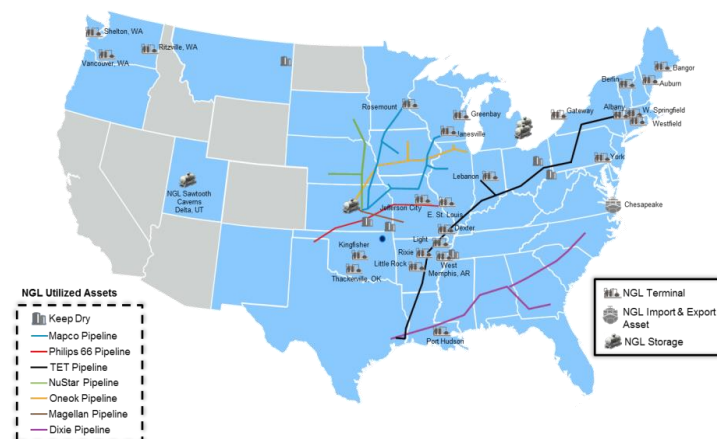 Shelton, WA
Ritzville, WA
Vancouver, WA
Bangor
Berlin
Auburn
Rosemount
Greenbay
Gateway
Albany
W. Springfield
Janesville
Westfield
York
Lebanon
NGL Sawtooth
Caverns
Delta, UT
Jefferson City
E. St. Louis
Chesapeake
Dexter
Light
Kingfisher
Rixie
West
Memphis, AR
Little Rock
Thackerville, OK
Port Hudson
NGL Utilized Assets
Keep Dry
Mapco Pipeline
Philips 66 Pipeline
TET Pipeline
NuStar Pipeline
Oneok Pipeline
Magellan Pipeline
Dixie Pipeline
NGL Terminal
NGL Import & Export
Asset
NGL Storage